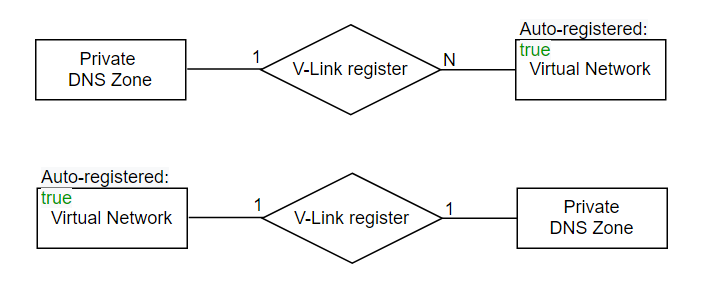 Auto-registered:
true
Private
DNS Zone
1
V-Link register
N
Virtual Network
Auto-registered:
true
Virtual Network
1
V-Link register
1
Private
DNS Zone